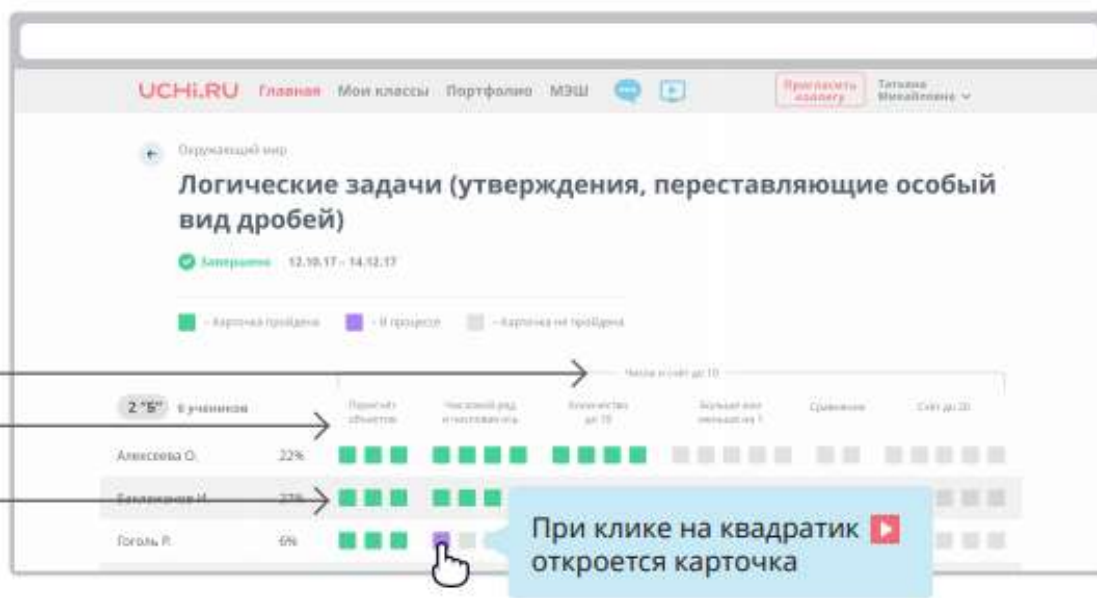 UCHi.RU Главная Мои классы Портфолио МЭШ Пригласить коллегу Татьяна Михайловна
Окружающий мир
Логические задачи (утверждения, переставляющие особый
вид дробей)
Завершено 12.10.17 – 14.12.17
– Карточка пройдена – В процессе – Карточка не пройдена
Числа и счёт до 10
2 "Б" 6 учеников
Пересчёт объектов
Числовой ряд
Количество до 10
Больше или меньше на 1
Сравнение
Счёт до 20
Алексеева О. 22%
Баклажанов И. 27%
Гоголь Р. 6%
При клике на квадратик
откроется карточка